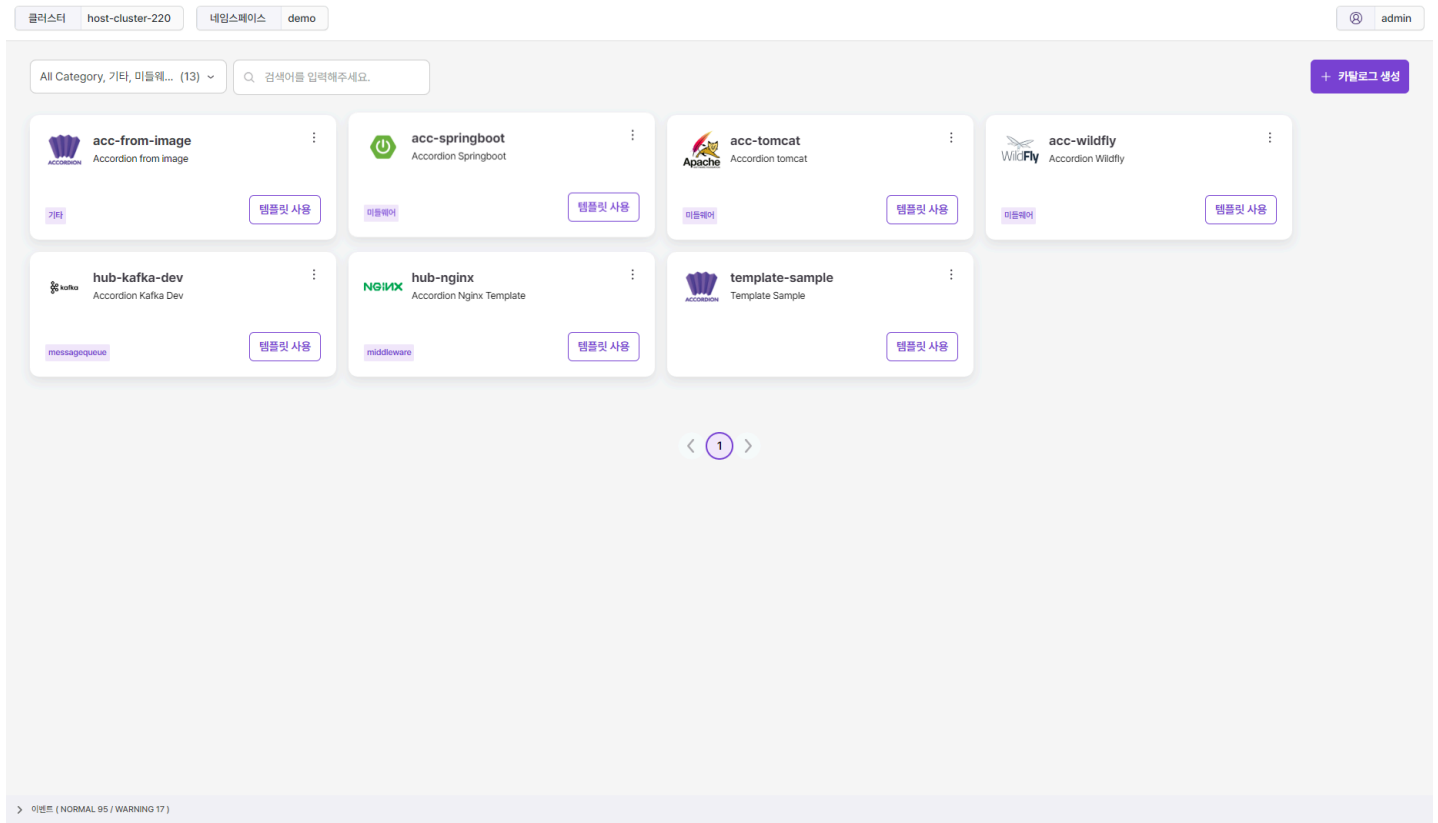 클러스터 host-cluster-220 네임스페이스 demo admin
All Category, 기타, 미들웨... (13) 검색어를 입력해주세요. + 카탈로그 생성
ACCORDION
acc-from-image
Accordion from image
기타
템플릿 사용
acc-springboot
Accordion Springboot
미들웨어
템플릿 사용
Apache
acc-tomcat
Accordion tomcat
미들웨어
템플릿 사용
WildFly
acc-wildfly
Accordion Wildfly
미들웨어
템플릿 사용
kafka
hub-kafka-dev
Accordion Kafka Dev
messagequeue
템플릿 사용
NGINX
hub-nginx
Accordion Nginx Template
middleware
템플릿 사용
ACCORDION
template-sample
Template Sample
템플릿 사용
1
이벤트 ( NORMAL 95 / WARNING 17 )